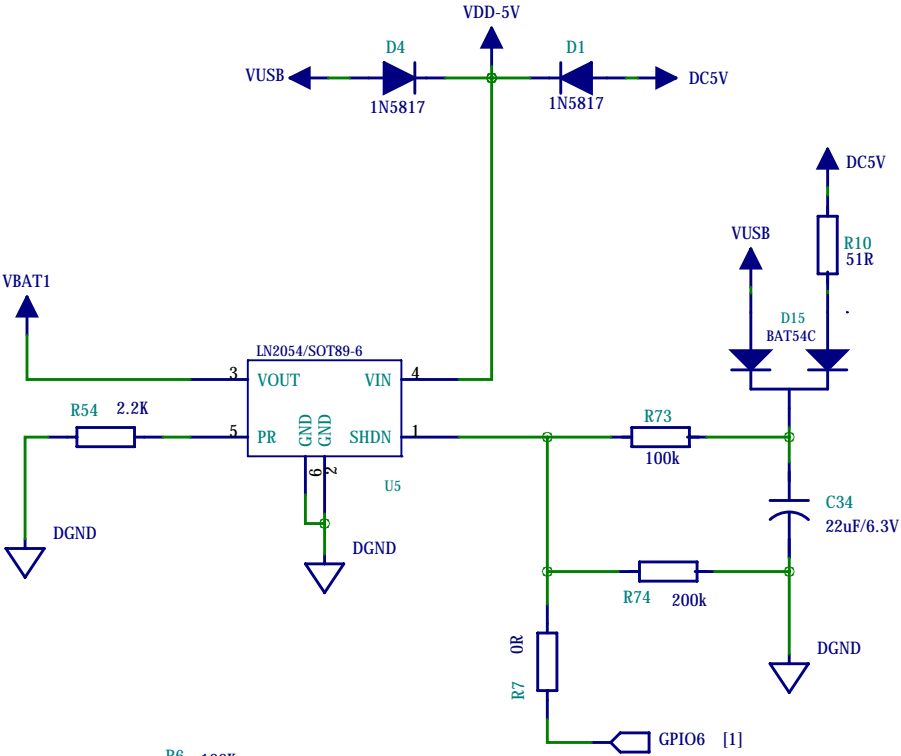 VDD-5V
D4
D1
VUSB
DC5V
1N5817
1N5817
DC5V
VUSB
R10
51R
VBAT1
D15
BAT54C
LN2054/SOT89-6
3
VOUT
VIN
4
R54
2.2K
R73
5
PR
GND
GND
SHDN
1
100k
6
2
U5
C34
22uF/6.3V
DGND
DGND
R74
200k
0R
DGND
R7
GPIO6
[1]